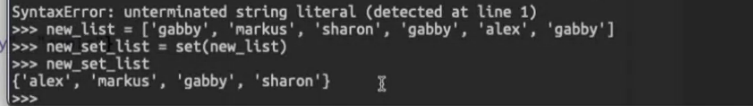 SyntaxError: unterminated string literal (detected at line 1)
>>> new_list = ['gabby', 'markus', 'sharon', 'gabby', 'alex', 'gabby']
>>> new_set_list = set(new_list)
>>> new_set_list
{'alex', 'markus', 'gabby', 'sharon'}
>>>